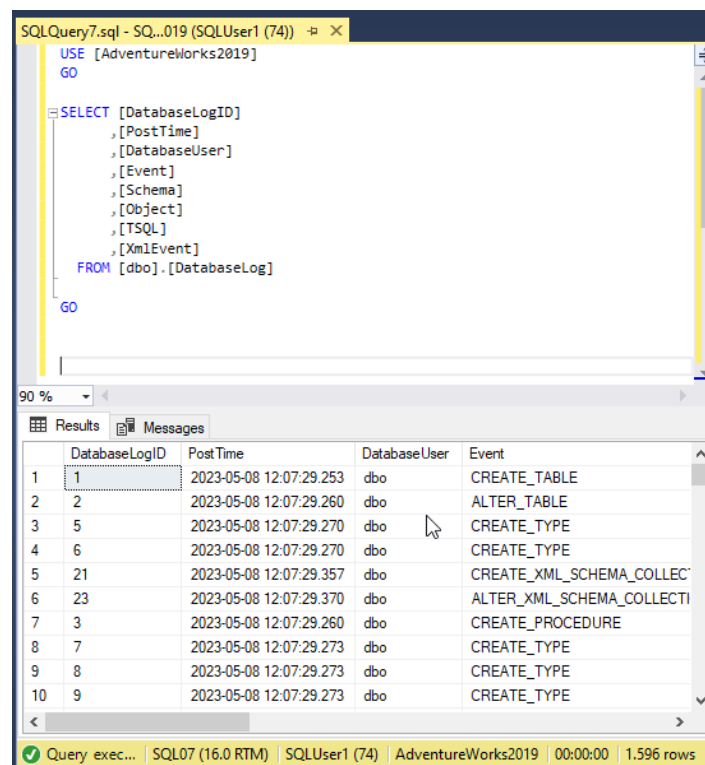 SQLQuery7.sql - SQ...019 (SQLUser1 (74))
USE [AdventureWorks2019]
GO
SELECT [DatabaseLogID]
,[PostTime]
,[DatabaseUser]
,[Event]
,[Schema]
,[Object]
,[TSQL]
,[XmlEvent]
FROM [dbo].[DatabaseLog]
GO
90 %
Results Messages
DatabaseLogID PostTime DatabaseUser Event
1 1 2023-05-08 12:07:29.253 dbo CREATE_TABLE
2 2 2023-05-08 12:07:29.260 dbo ALTER_TABLE
3 5 2023-05-08 12:07:29.270 dbo CREATE_TYPE
4 6 2023-05-08 12:07:29.270 dbo CREATE_TYPE
5 21 2023-05-08 12:07:29.357 dbo CREATE_XML_SCHEMA_COLLEC
6 23 2023-05-08 12:07:29.370 dbo ALTER_XML_SCHEMA_COLLECTI
7 3 2023-05-08 12:07:29.260 dbo CREATE_PROCEDURE
8 7 2023-05-08 12:07:29.273 dbo CREATE_TYPE
9 8 2023-05-08 12:07:29.273 dbo CREATE_TYPE
10 9 2023-05-08 12:07:29.273 dbo CREATE_TYPE
Query exec... SQL07 (16.0 RTM) SQLUser1 (74) AdventureWorks2019 00:00:00 1.596 rows